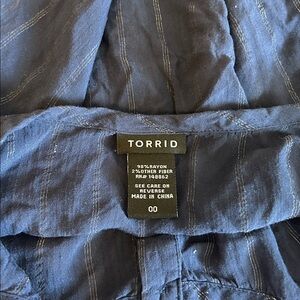 TORRID
98%RAYON
2%OTHER FIBER
RN# 148862
SEE CARE ON
REVERSE
MADE IN CHINA
00